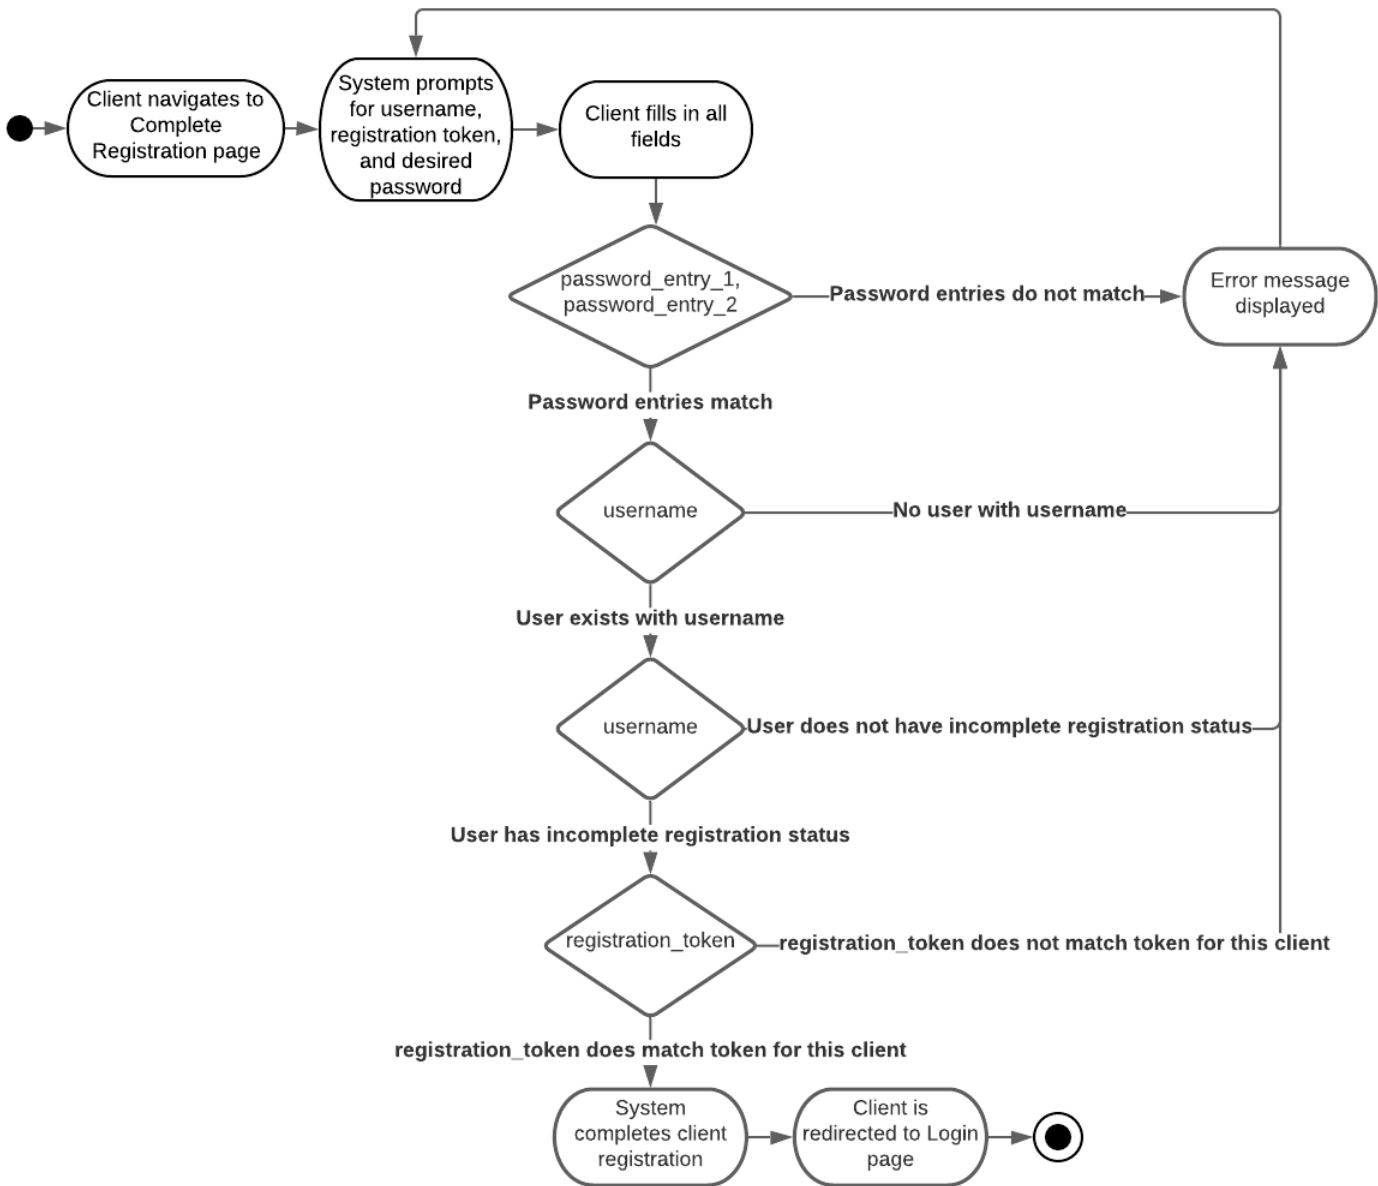 Client navigates to
Complete
Registration page
System prompts
for username,
registration token,
and desired
password
Client fills in all
fields
password_entry_1,
password_entry_2
Password entries do not match
Error message
displayed
Password entries match
username
No user with username
User exists with username
username
User does not have incomplete registration status
User has incomplete registration status
registration_token
registration_token does not match token for this client
registration_token does match token for this client
System
completes client
registration
Client is
redirected to Login
page